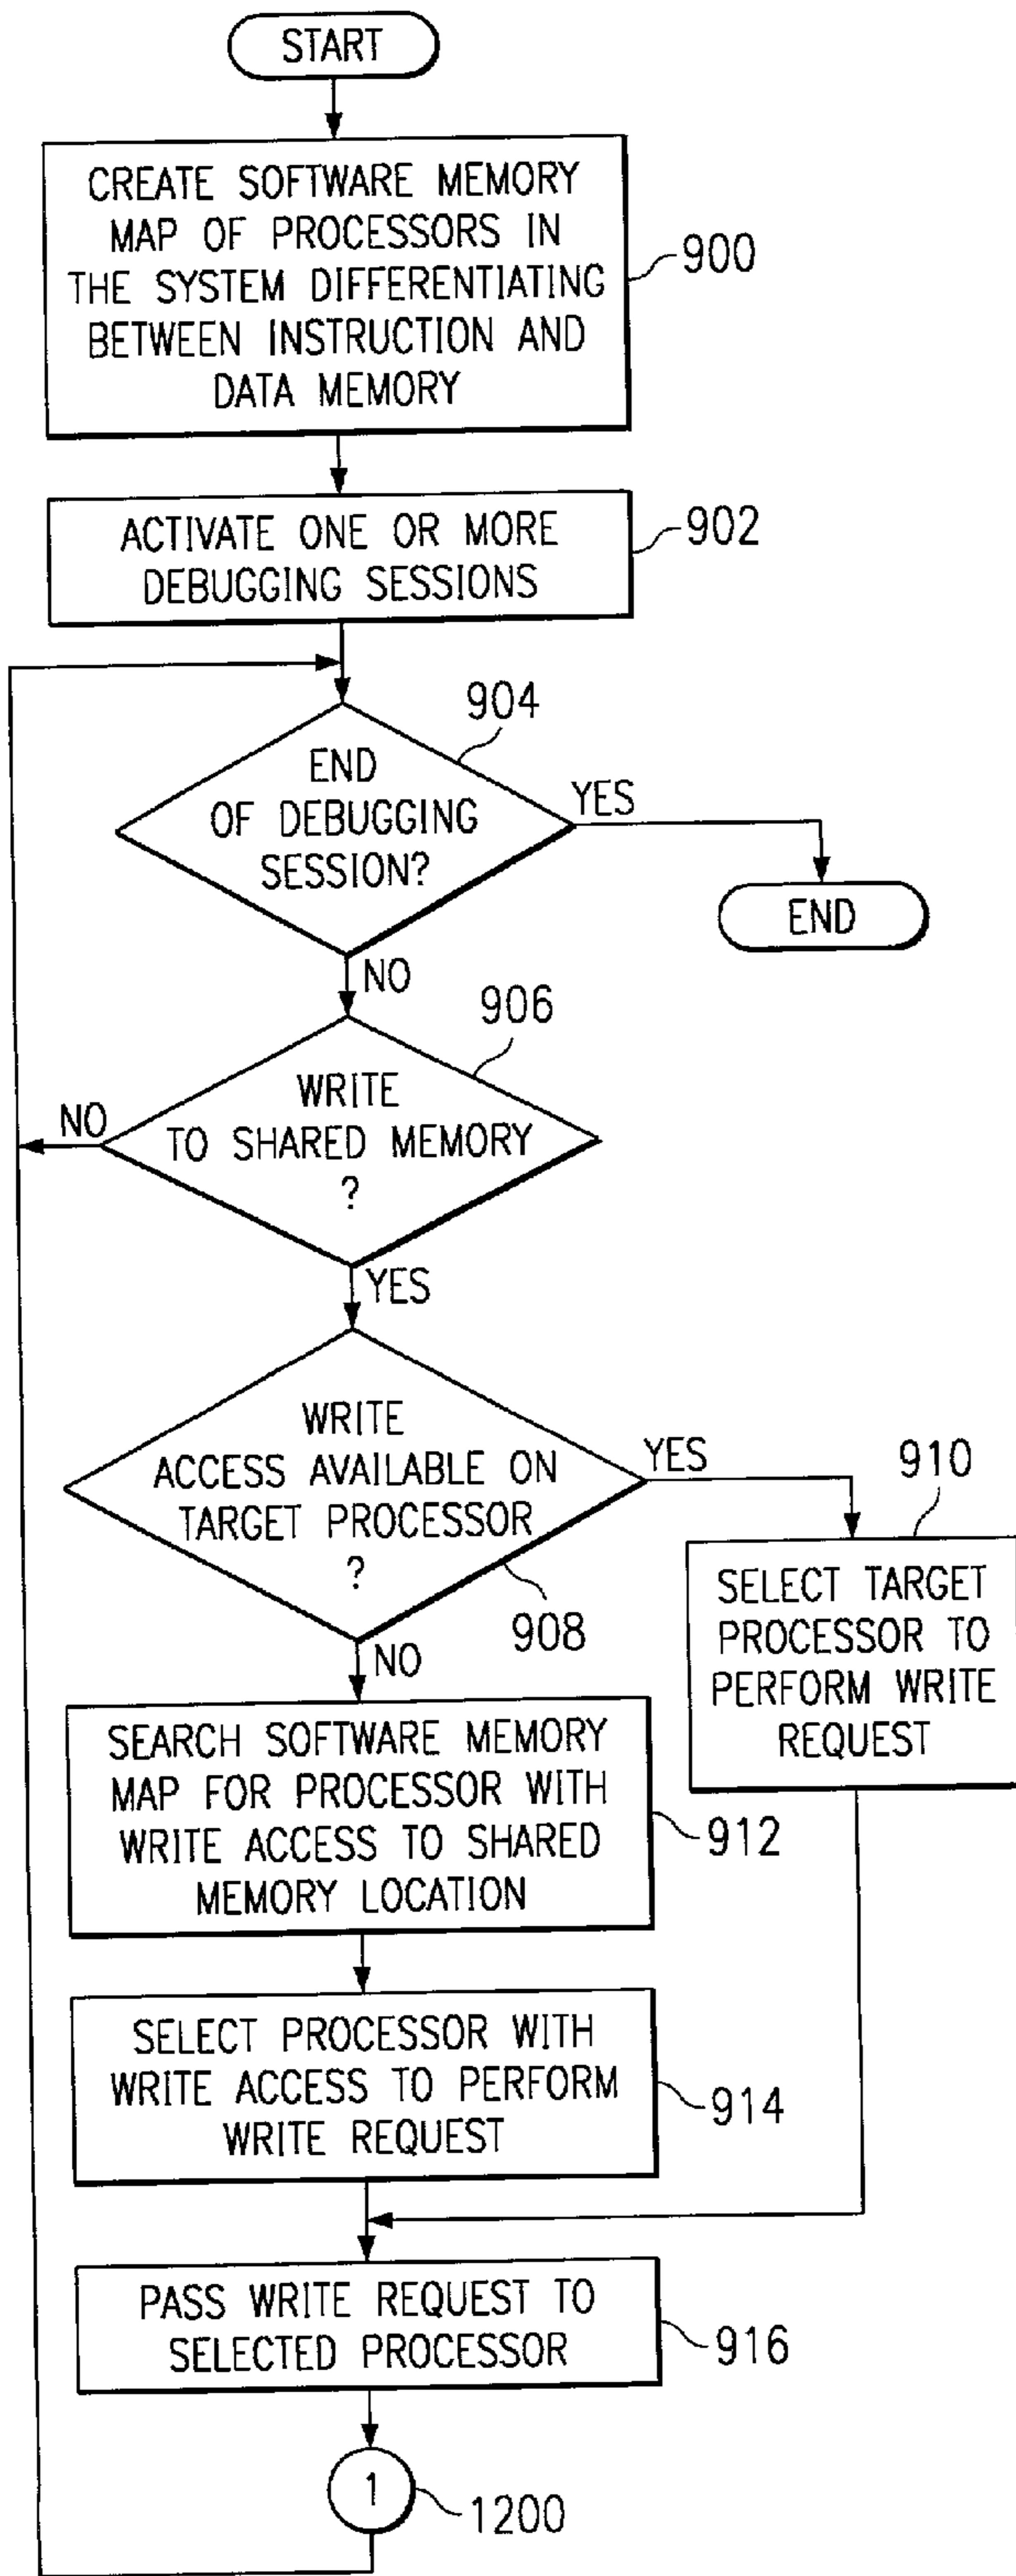 START
CREATE SOFTWARE MEMORY
MAP OF PROCESSORS IN
THE SYSTEM DIFFERENTIATING
BETWEEN INSTRUCTION AND
DATA MEMORY
900
ACTIVATE ONE OR MORE
DEBUGGING SESSIONS
902
904
END
OF DEBUGGING
SESSION?
YES
END
NO
906
WRITE
TO SHARED MEMORY
?
NO
YES
WRITE
ACCESS AVAILABLE ON
TARGET PROCESSOR
?
YES
908
910
SELECT TARGET
PROCESSOR TO
PERFORM WRITE
REQUEST
NO
SEARCH SOFTWARE MEMORY
MAP FOR PROCESSOR WITH
WRITE ACCESS TO SHARED
MEMORY LOCATION
912
SELECT PROCESSOR WITH
WRITE ACCESS TO PERFORM
WRITE REQUEST
914
PASS WRITE REQUEST TO
SELECTED PROCESSOR
916
1
1200